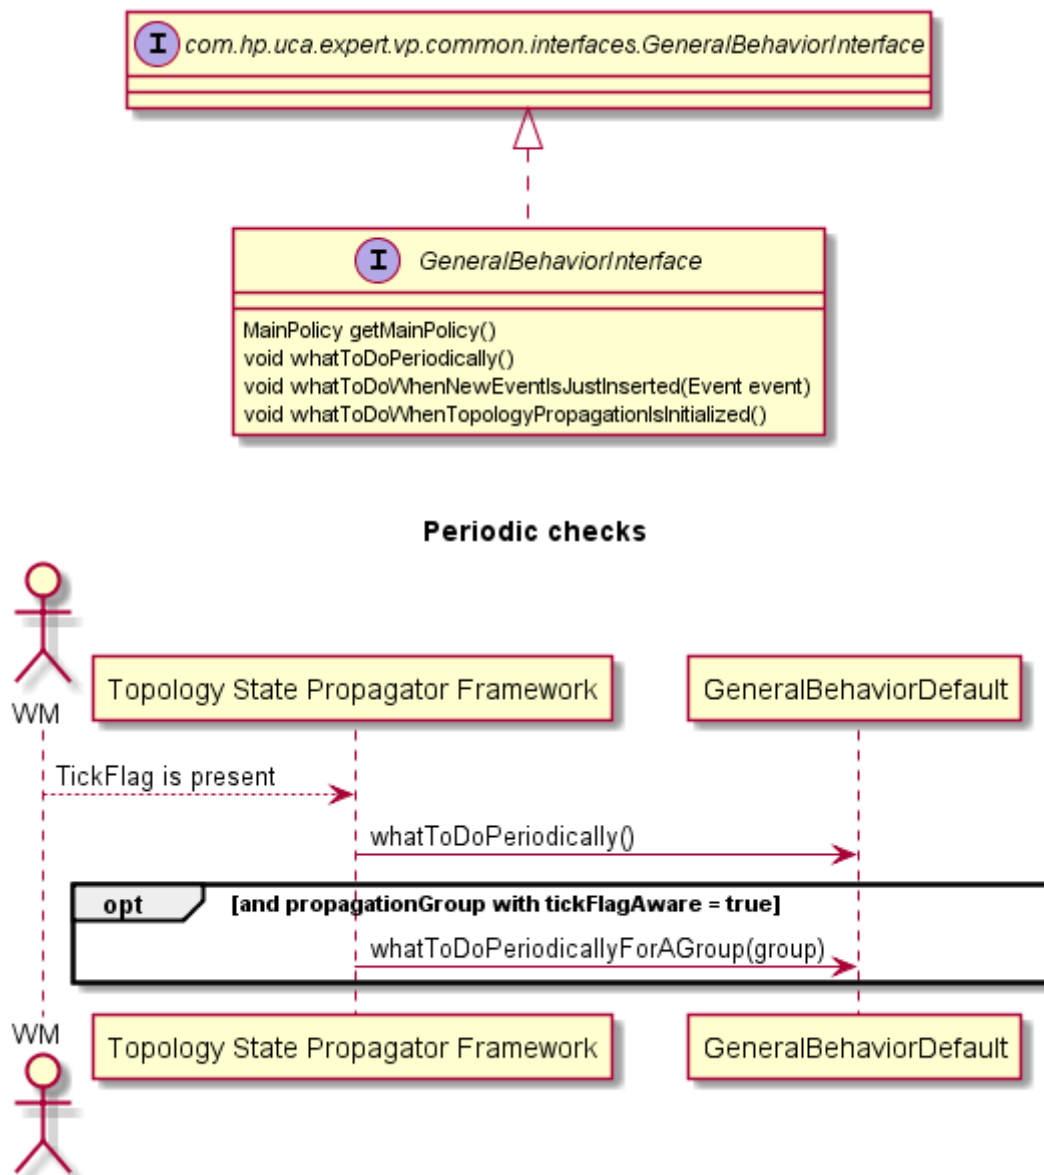 I com.hp.uca.expert.vp.common.interfaces.GeneralBehaviorInterface
I GeneralBehaviorInterface
MainPolicy getMainPolicy()
void whatToDoPeriodically()
void whatToDoWhenNewEventIsJustInserted(Event event)
void whatToDoWhenTopologyPropagationIsInitialized()
Periodic checks
WM
Topology State Propagator Framework
GeneralBehaviorDefault
TickFlag is present
whatToDoPeriodically()
opt
[and propagationGroup with tickFlagAware = true]
whatToDoPeriodicallyForAGroup(group)
WM
Topology State Propagator Framework
GeneralBehaviorDefault